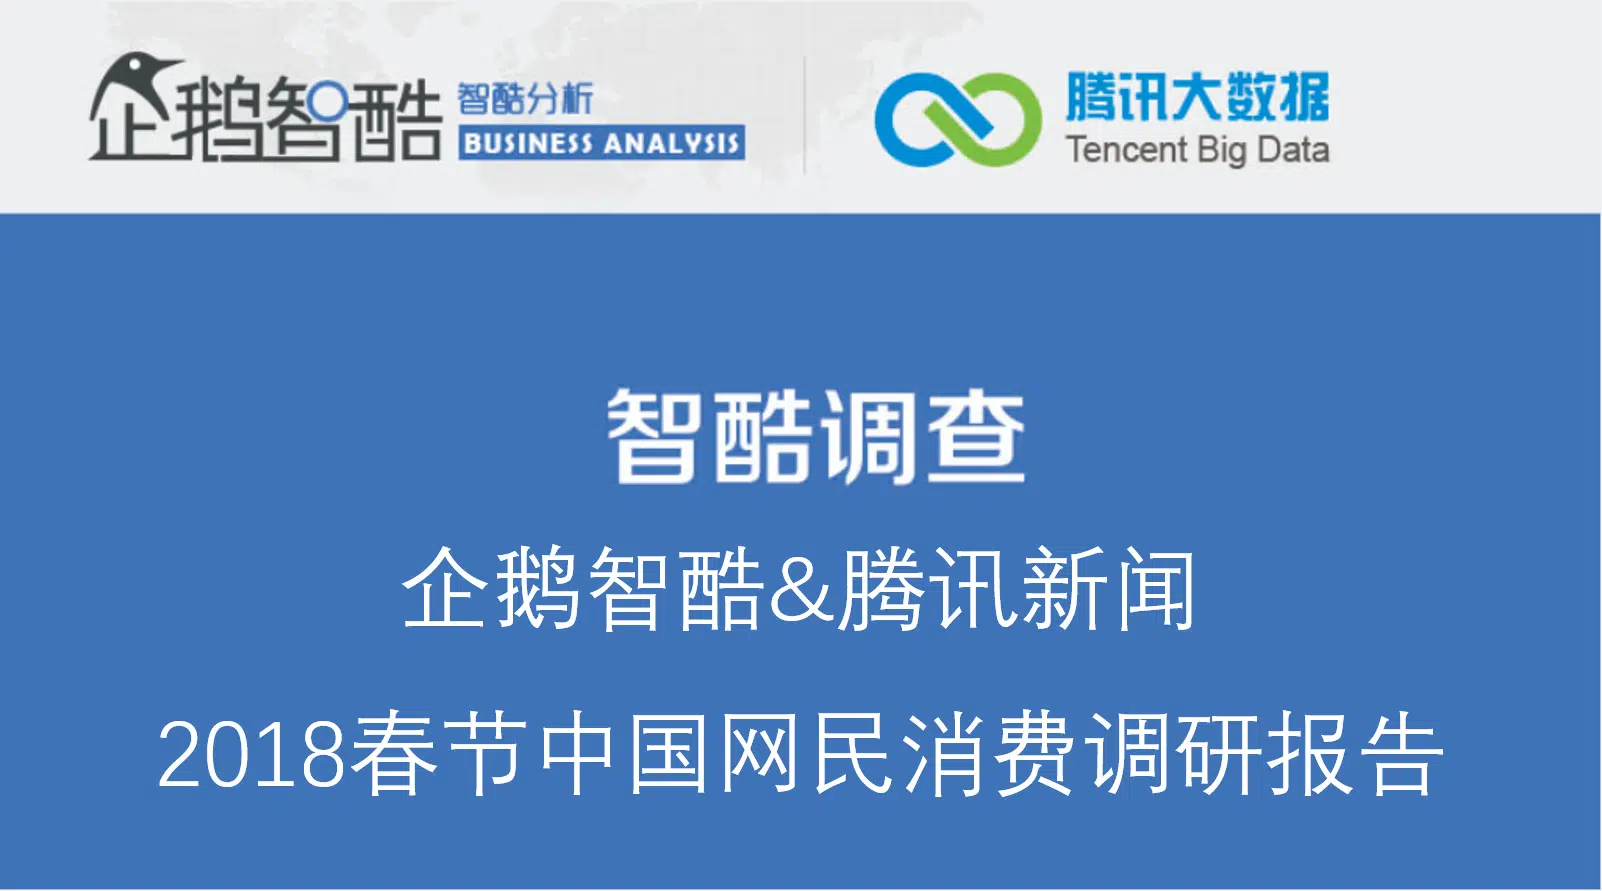 企鹅智酷
智酷分析
BUSINESS ANALYSIS
腾讯大数据
Tencent Big Data
智酷调查
企鹅智酷&腾讯新闻
2018春节中国网民消费调研报告